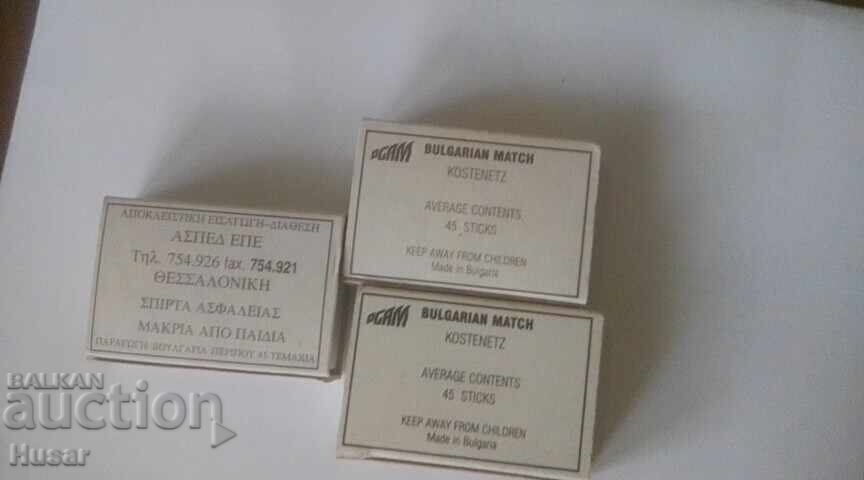 ΑΠΟΚΛΕΙΣΤΙΚΗ ΕΙΣΑΓΩΓΗ-ΔΙΑΘΕΣΗ
ΑΣΠΕΔ ΕΠΕ
Τηλ. 754.926 fax. 754.921
ΘΕΣΣΑΛΟΝΙΚΗ
ΣΠΙΡΤΑ ΑΣΦΑΛΕΙΑΣ
ΜΑΚΡΙΑ ΑΠΟ ΠΑΙΔΙΑ
ΠΑΡΑΓΩΓΗ ΒΟΥΛΓΑΡΙΑ ΠΕΡΙΠΟΥ 45 ΤΕΜΑΧΙΑ
BULGARIAN MATCH
KOSTENETZ
AVERAGE CONTENTS
45 STICKS
KEEP AWAY FROM CHILDREN
Made in Bulgaria
BULGARIAN MATCH
KOSTENETZ
AVERAGE CONTENTS
45 STICKS
KEEP AWAY FROM CHILDREN
Made in Bulgaria
BALKAN
auction
Husar